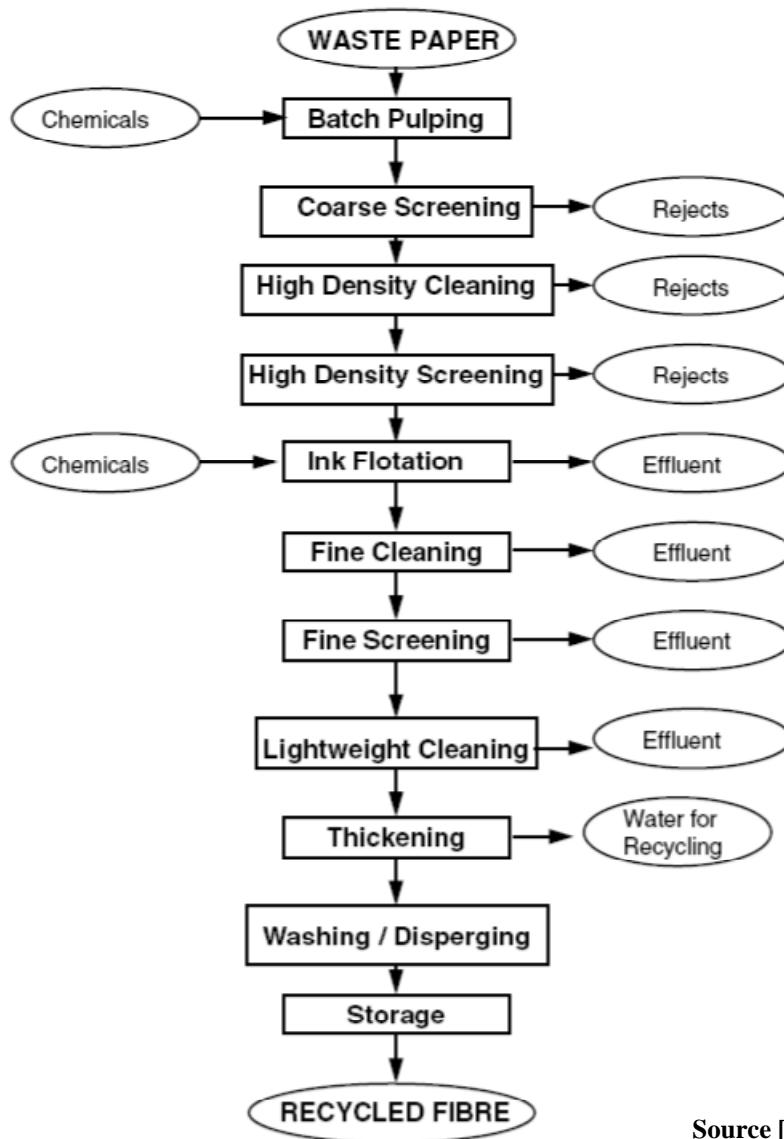 WASTE PAPER
Chemicals
Batch Pulping
Coarse Screening
Rejects
High Density Cleaning
Rejects
High Density Screening
Rejects
Chemicals
Ink Flotation
Effluent
Fine Cleaning
Effluent
Fine Screening
Effluent
Lightweight Cleaning
Effluent
Thickening
Water for
Recycling
Washing / Disperging
Storage
RECYCLED FIBRE
Source [